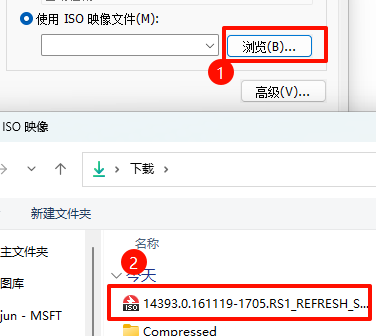 使用 ISO 映像文件(M):
浏览(B)...
1
高级(V)...
ISO 映像
下载
新建文件夹
2
名称
主文件夹
今天
图库
14393.0.161119-1705.RS1_REFRESH_S...
jun - MSFT
Compressed